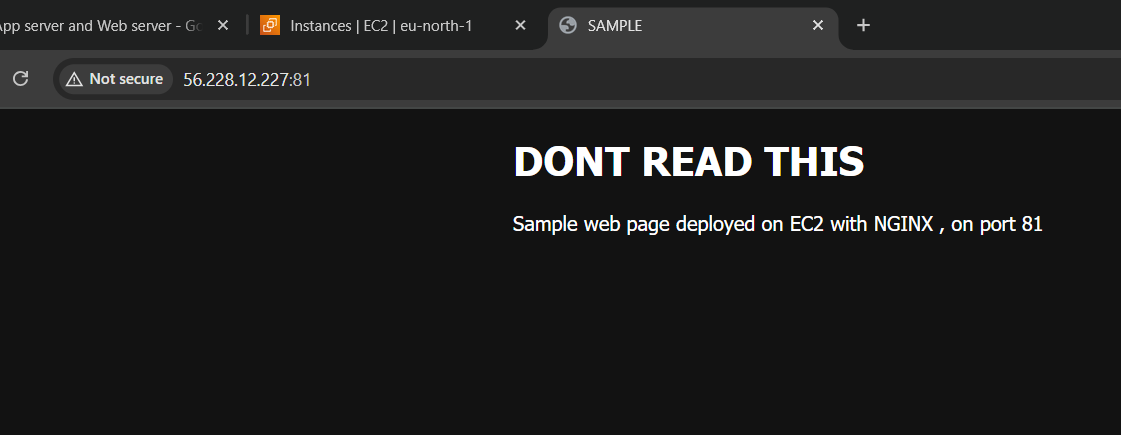 App server and Web server - Go
Instances | EC2 | eu-north-1
SAMPLE
Not secure
56.228.12.227:81
DONT READ THIS
Sample web page deployed on EC2 with NGINX , on port 81